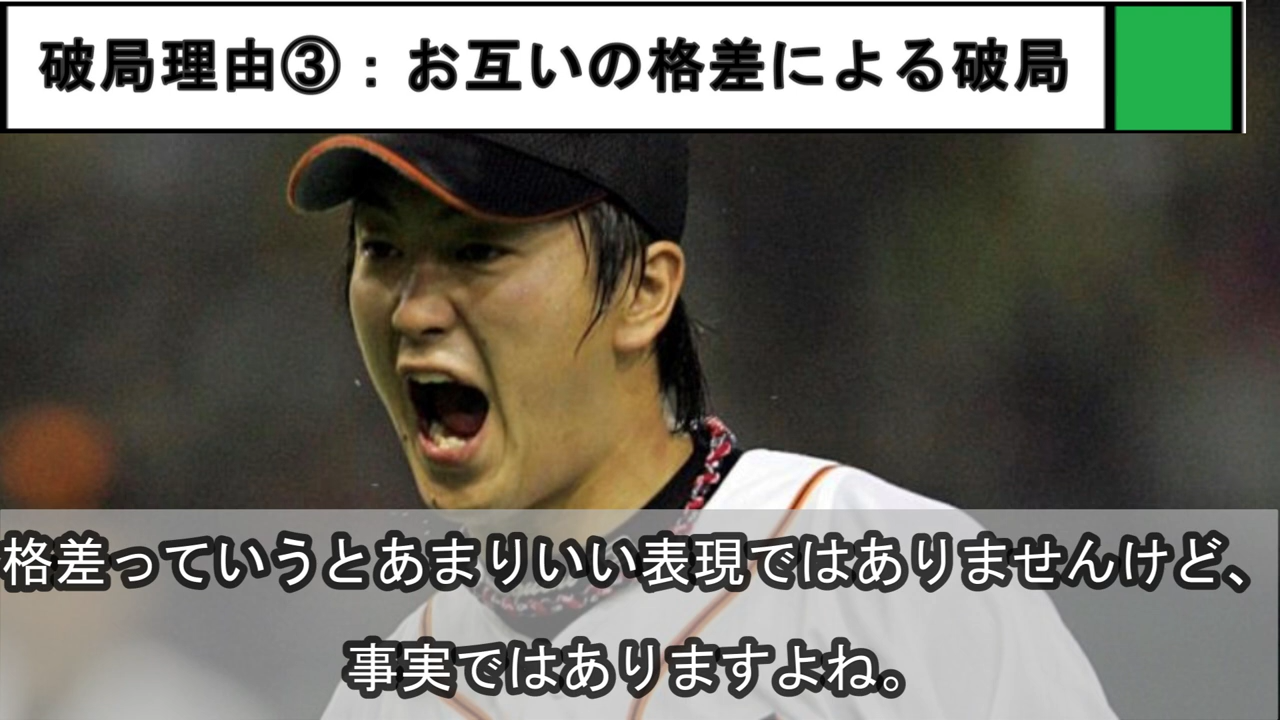 破局理由③：お互いの格差による破局
格差っていうとあまりいい表現ではありませんけど、
事実ではありますよね。